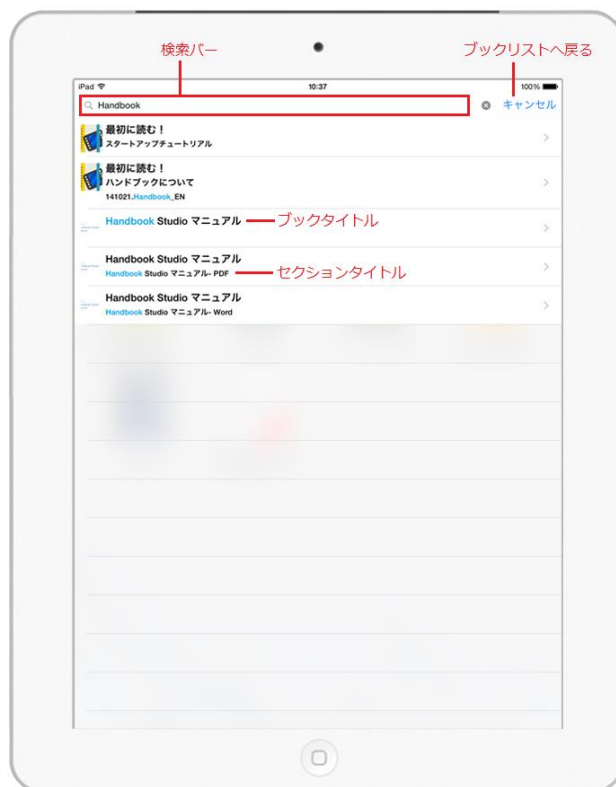 検索バー
ブックリストへ戻る
iPad
10:37
100%
Handbook
キャンセル
最初に読む！
スタートアップチュートリアル
最初に読む！
ハンドブックについて
141021.Handbook_EN
Handbook Studio マニュアル
ブックタイトル
Handbook Studio マニュアル
Handbook Studio マニュアル- PDF
セクションタイトル
Handbook Studio マニュアル
Handbook Studio マニュアル- Word